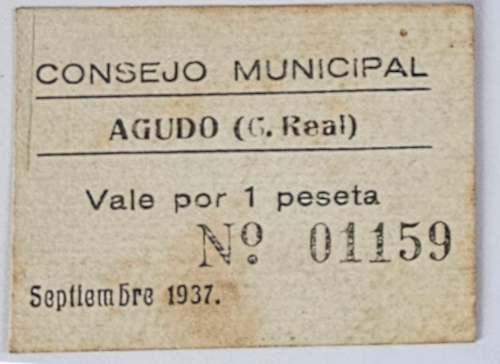 CONSEJO MUNICIPAL
AGUDO (C. Real)
Vale por 1 peseta
Nº. 01159
Septiembre 1937.